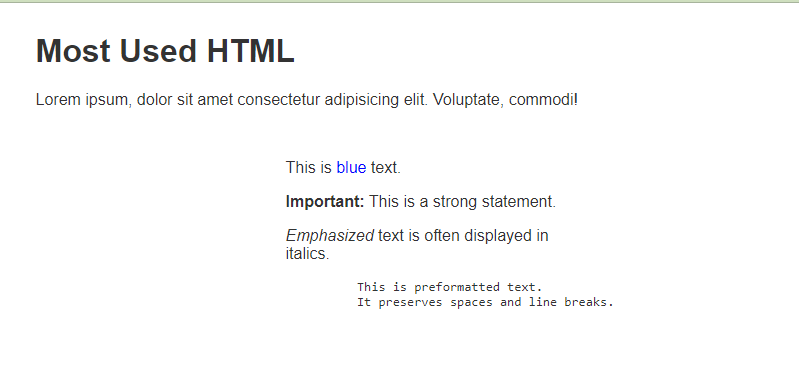 Most Used HTML
Lorem ipsum, dolor sit amet consectetur adipisicing elit. Voluptate, commodi!
This is blue text.
Important: This is a strong statement.
Emphasized text is often displayed in
italics.
This is preformatted text.
It preserves spaces and line breaks.